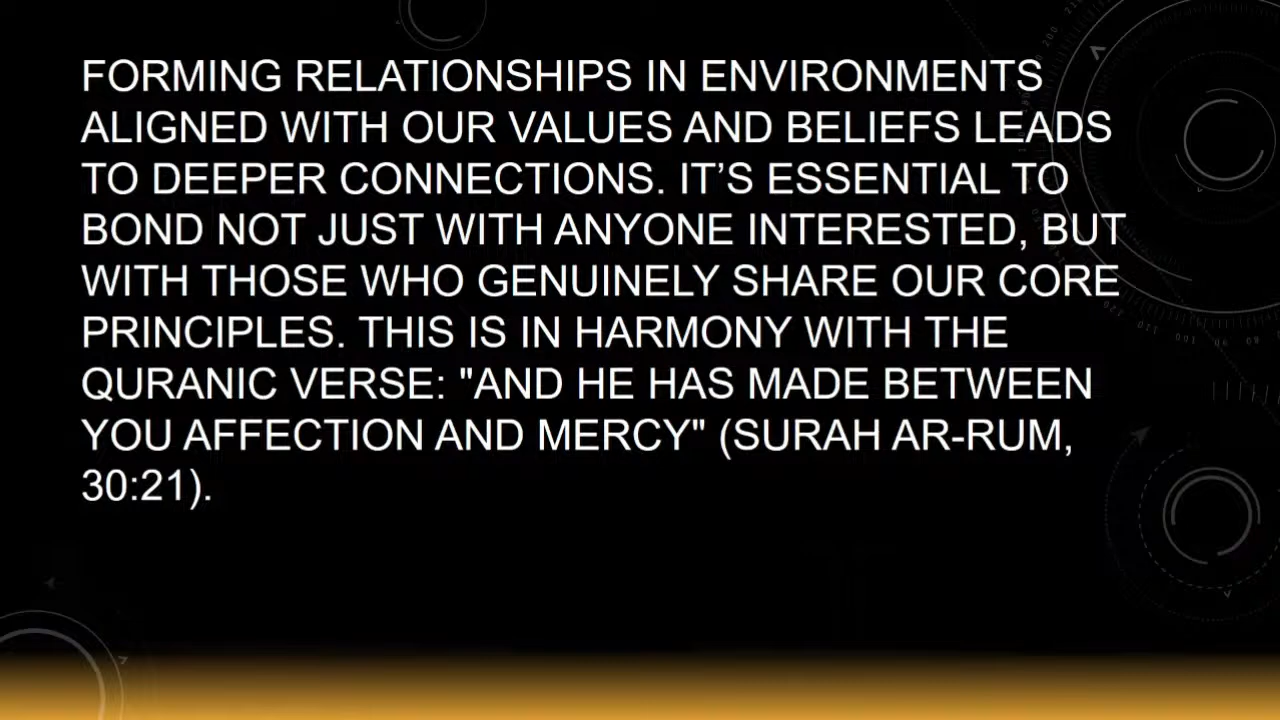 FORMING RELATIONSHIPS IN ENVIRONMENTS
ALIGNED WITH OUR VALUES AND BELIEFS LEADS
TO DEEPER CONNECTIONS. IT’S ESSENTIAL TO
BOND NOT JUST WITH ANYONE INTERESTED, BUT
WITH THOSE WHO GENUINELY SHARE OUR CORE
PRINCIPLES. THIS IS IN HARMONY WITH THE
QURANIC VERSE: "AND HE HAS MADE BETWEEN
YOU AFFECTION AND MERCY" (SURAH AR-RUM,
30:21).